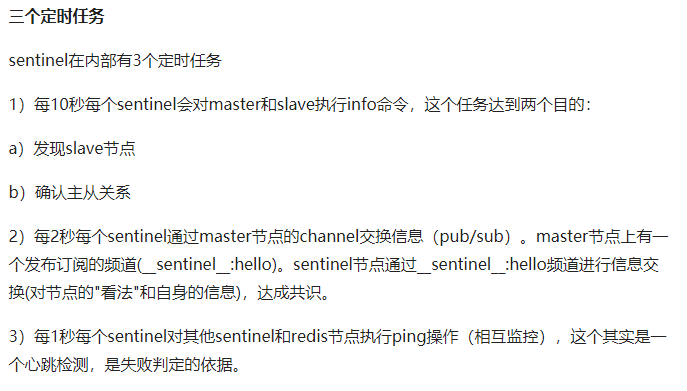 三个定时任务
sentinel在内部有3个定时任务
1）每10秒每个sentinel会对master和slave执行info命令，这个任务达到两个目的：
a）发现slave节点
b）确认主从关系
2）每2秒每个sentinel通过master节点的channel交换信息（pub/sub）。master节点上有一
个发布订阅的频道(__sentinel__:hello)。sentinel节点通过__sentinel__:hello频道进行信息交
换(对节点的"看法"和自身的信息)，达成共识。
3）每1秒每个sentinel对其他sentinel和redis节点执行ping操作（相互监控），这个其实是一
个心跳检测，是失败判定的依据。